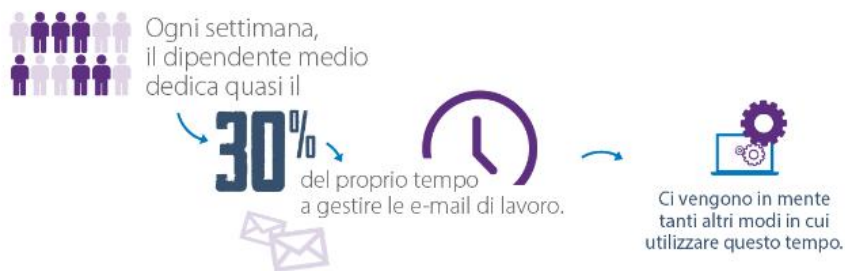 Ogni settimana,
il dipendente medio
dedica quasi il
30%
del proprio tempo
a gestire le e-mail di lavoro.
Ci vengono in mente
tanti altri modi in cui
utilizzare questo tempo.